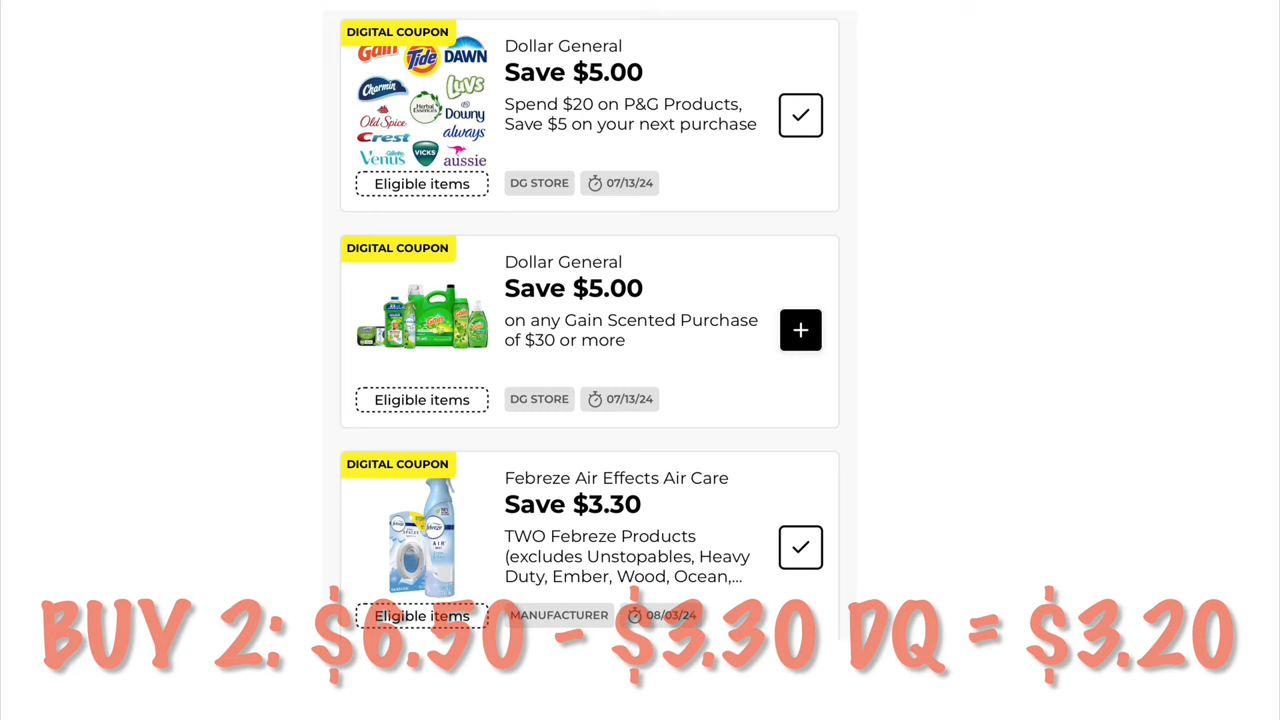 DIGITAL COUPON
Gain
Tide
DAWN
Charmin
Luvs
Herbal Essences
Old Spice
Downy
Crest
always
Gillette
Venus
VICKS
aussie
Eligible items
Dollar General
Save $5.00
Spend $20 on P&G Products,
Save $5 on your next purchase
DG STORE
07/13/24
DIGITAL COUPON
Gain
Eligible items
Dollar General
Save $5.00
on any Gain Scented Purchase
of $30 or more
DG STORE
07/13/24
DIGITAL COUPON
febreze
AIR
Eligible items
Febreze Air Effects Air Care
Save $3.30
TWO Febreze Products
(excludes Unstopables, Heavy
Duty, Ember, Wood, Ocean,...
MANUFACTURER
08/03/24
BUY 2: $6.50 - $3.30 DQ = $3.20